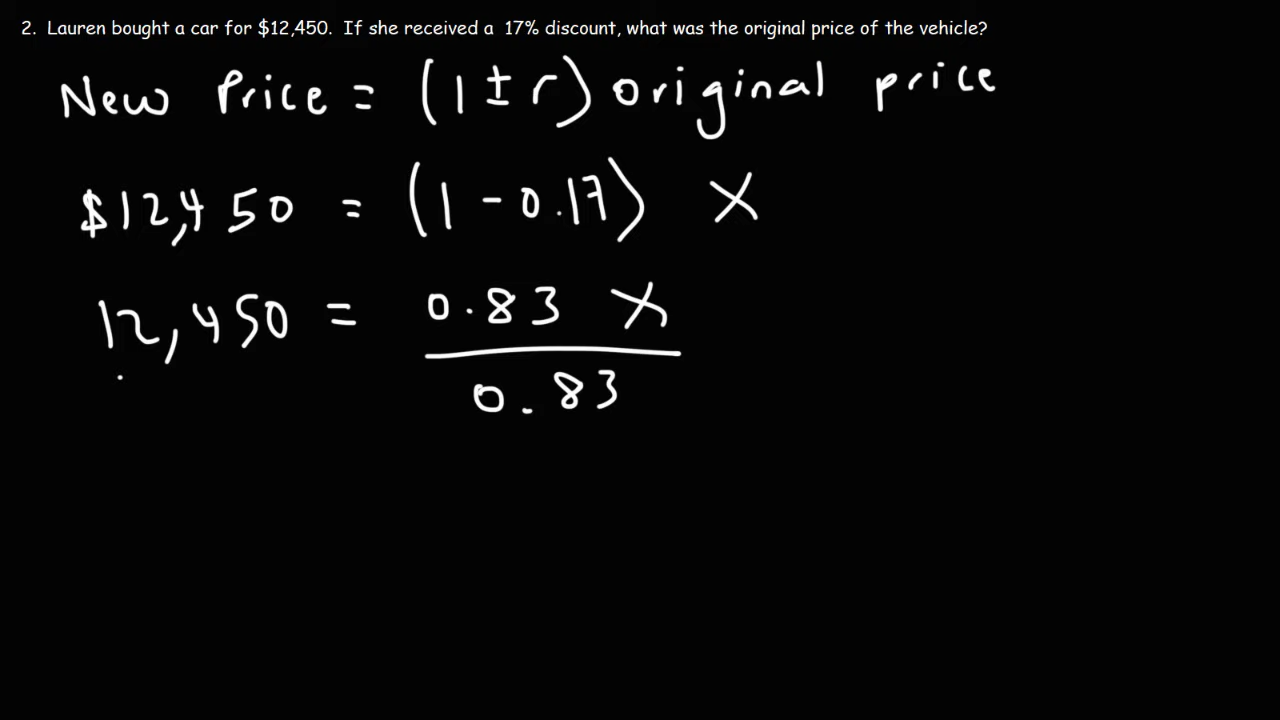 2. Lauren bought a car for $12,450. If she received a 17% discount, what was the original price of the vehicle?
New Price = (1 ± r) original price
$12,450 = (1 - 0.17) X
12,450 = 0.83 X
0.83